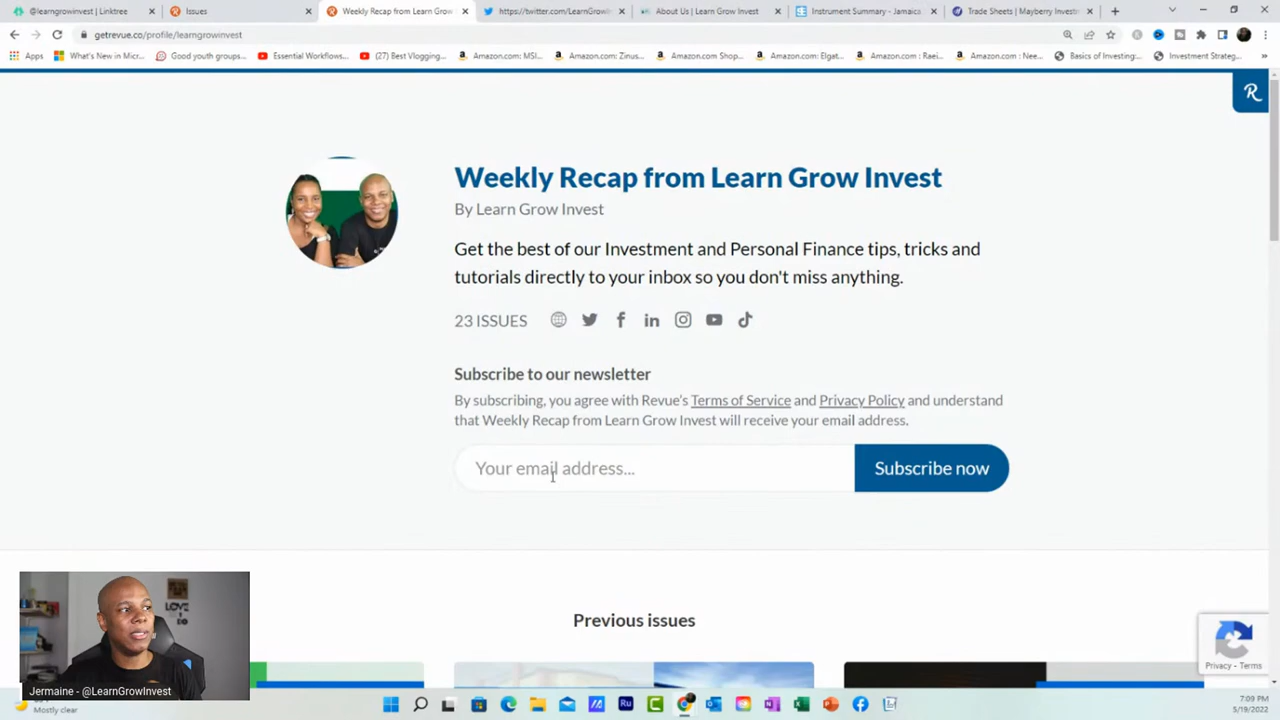 @learngrowinvest | Linktree
Issues
Weekly Recap from Learn Grow
https://twitter.com/LearnGrowIn
About Us | Learn Grow Invest
Instrument Summary - Jamaica
Trade Sheets | Mayberry Investm
getrevue.co/profile/learngrowinvest
Apps
What's New in Micr...
Good youth groups...
Essential Workflows...
(27) Best Vlogging...
Amazon.com: MSI...
Amazon.com: Zinus...
Amazon.com Shop...
Amazon.com: Elgat...
Amazon.com : Raei...
Amazon.com : Nee...
Basics of Investing:...
Investment Strateg...
R
Weekly Recap from Learn Grow Invest
By Learn Grow Invest
Get the best of our Investment and Personal Finance tips, tricks and
tutorials directly to your inbox so you don't miss anything.
23 ISSUES
Subscribe to our newsletter
By subscribing, you agree with Revue's Terms of Service and Privacy Policy and understand
that Weekly Recap from Learn Grow Invest will receive your email address.
Your email address...
Subscribe now
Previous issues
Privacy - Terms
LOVE
Jermaine - @LearnGrowInvest
Mostly clear
Ru
7:09 PM
5/19/2022